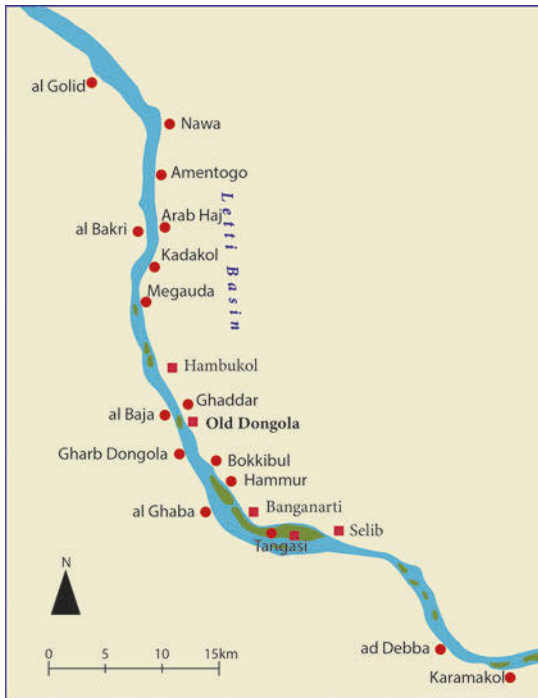 al Golid
Nawa
Amentogo
Letti Basin
Arab Haj
al Bakri
Kadakol
Megauda
Hambukol
Ghaddar
al Baja
Old Dongola
Gharb Dongola
Bokkibul
Hammur
al Ghaba
Banganarti
Selib
Tangasi
N
0 5 10 15km
ad Debba
Karamakol